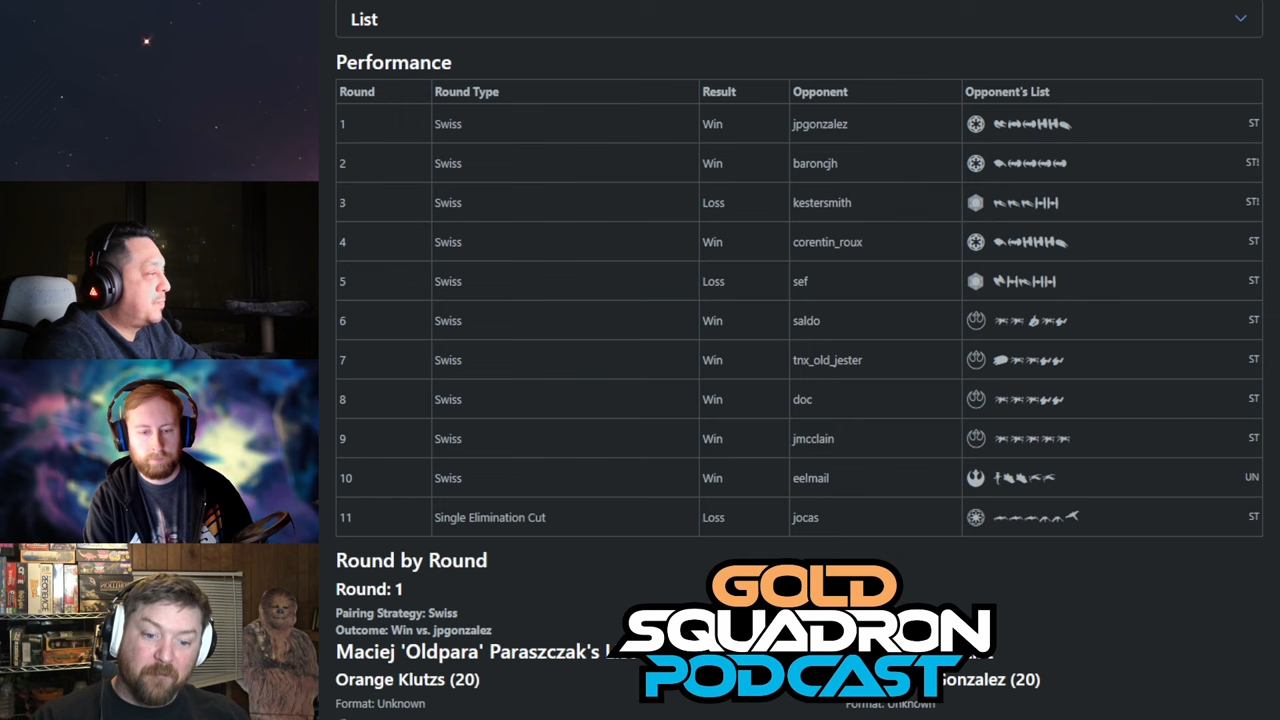 List
Performance
Round Round Type Result Opponent Opponent's List
1 Swiss Win jpgonzalez ST
2 Swiss Win baroncjh ST!
3 Swiss Loss kestersmith ST!
4 Swiss Win corentin_roux ST
5 Swiss Loss sef ST
6 Swiss Win saldo ST
7 Swiss Win tnx_old_jester ST
8 Swiss Win doc ST
9 Swiss Win jmcclain ST
10 Swiss Win eelmail UN
11 Single Elimination Cut Loss jocas ST
Round by Round
Round: 1
Pairing Strategy: Swiss
Outcome: Win vs. jpgonzalez
Maciej 'Oldpara' Paraszczak's
Orange Klutzs (20) Gonzalez (20)
Format: Unknown Format: Unknown
GOLD
SQUADRON
PODCAST